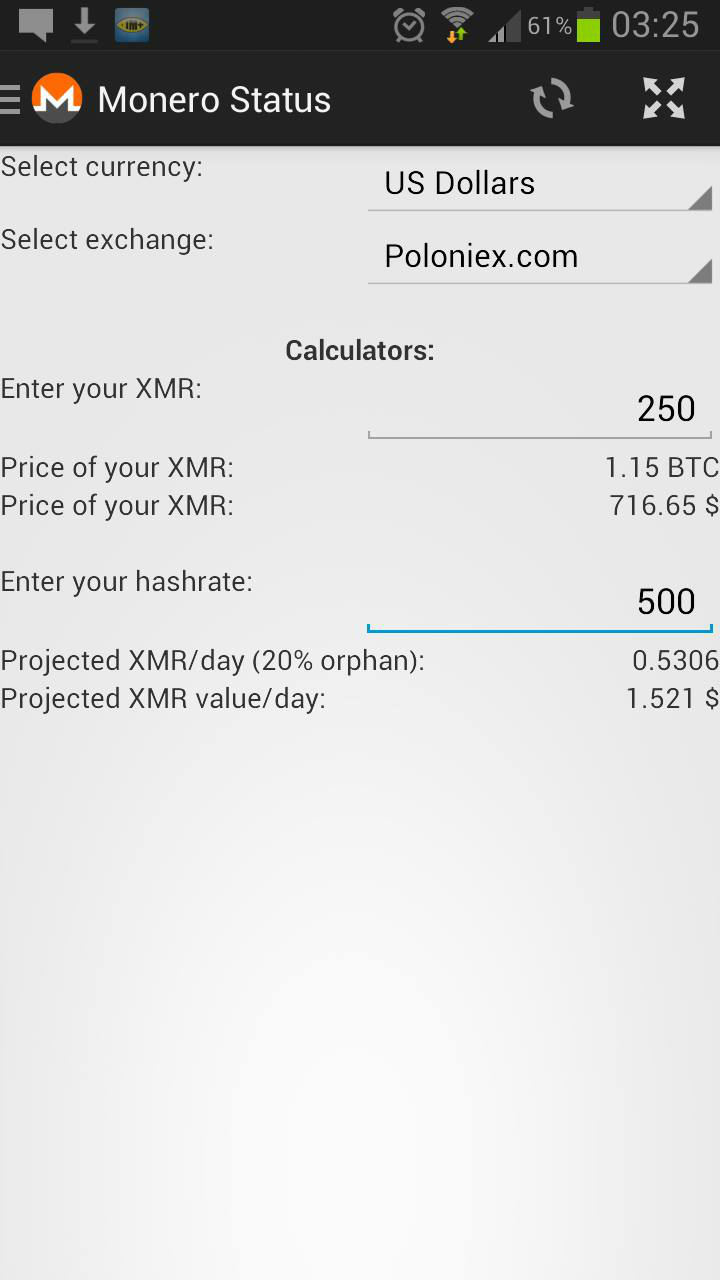 61% 03:25
Monero Status
Select currency: US Dollars
Select exchange: Poloniex.com
Calculators:
Enter your XMR: 250
Price of your XMR: 1.15 BTC
Price of your XMR: 716.65 $
Enter your hashrate: 500
Projected XMR/day (20% orphan): 0.5306
Projected XMR value/day: 1.521 $